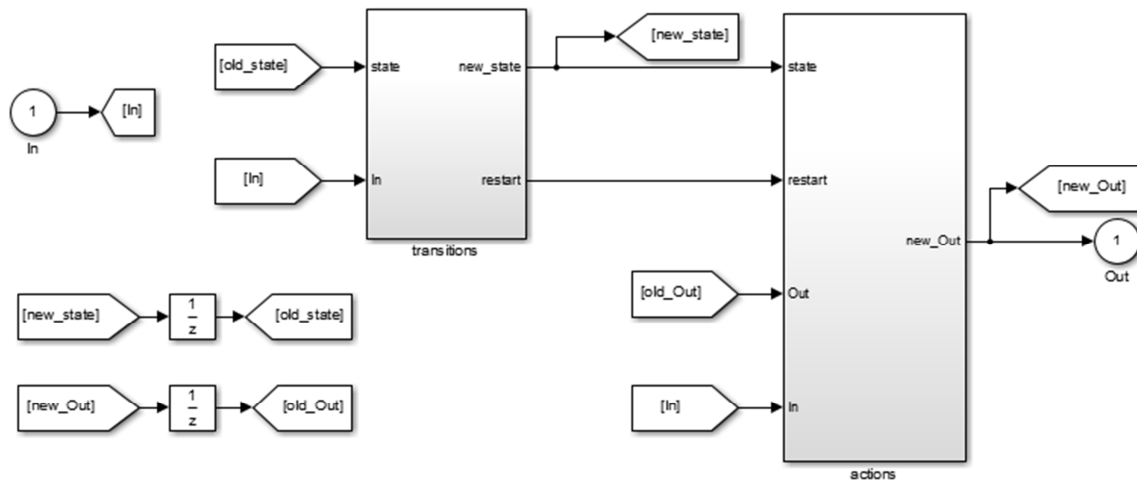 [new_state]
[old_state]
state
new_state
state
1
[In]
In
[In]
In
restart
restart
[new_Out]
transitions
new_Out
1
Out
[old_Out]
Out
[new_state]
1
z
[old_state]
[new_Out]
1
z
[old_Out]
[In]
In
actions